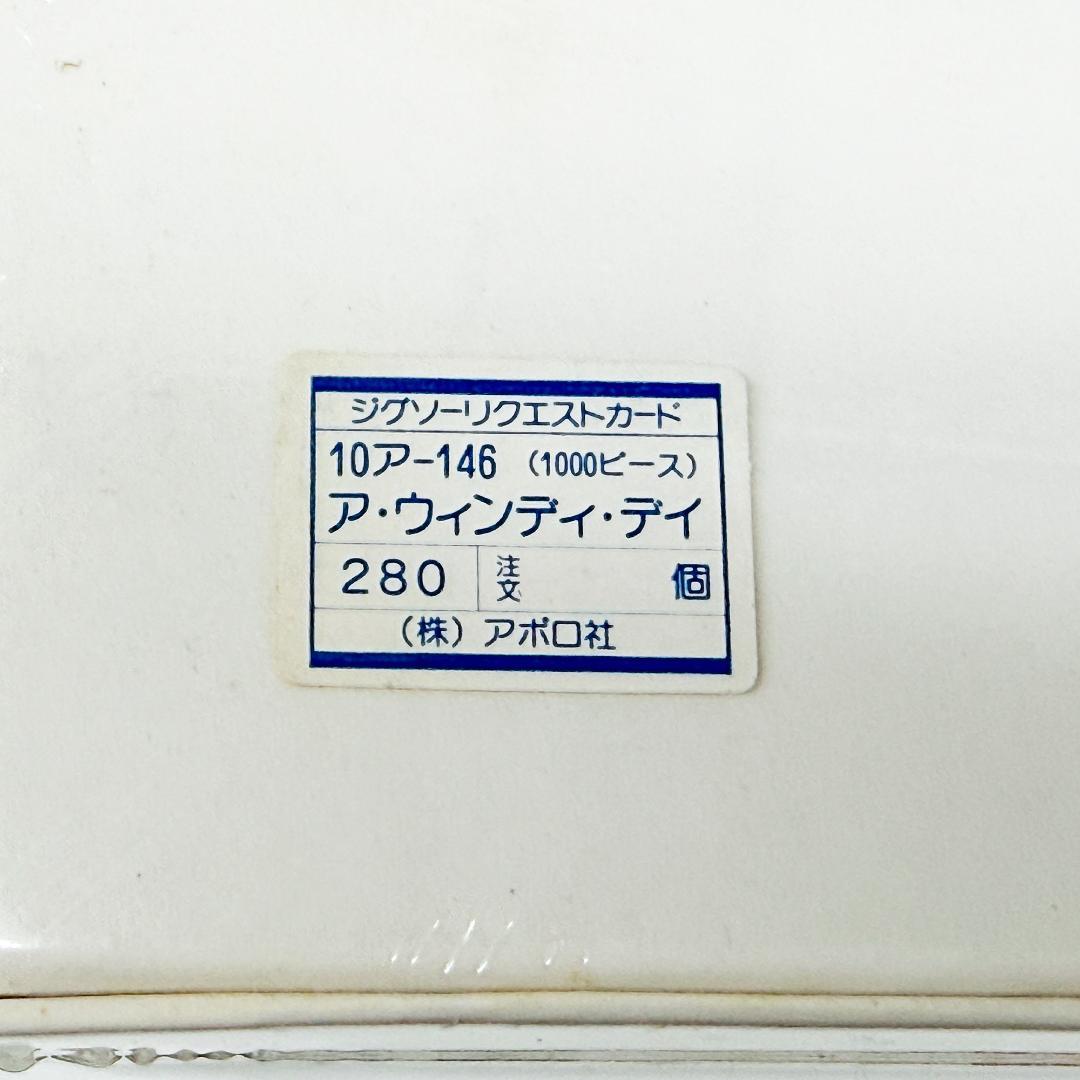 ジグソーリクエストカード
10ア-146 (1000ピース)
ア・ウィンディ・デイ
280 注文 個
(株) アポロ社